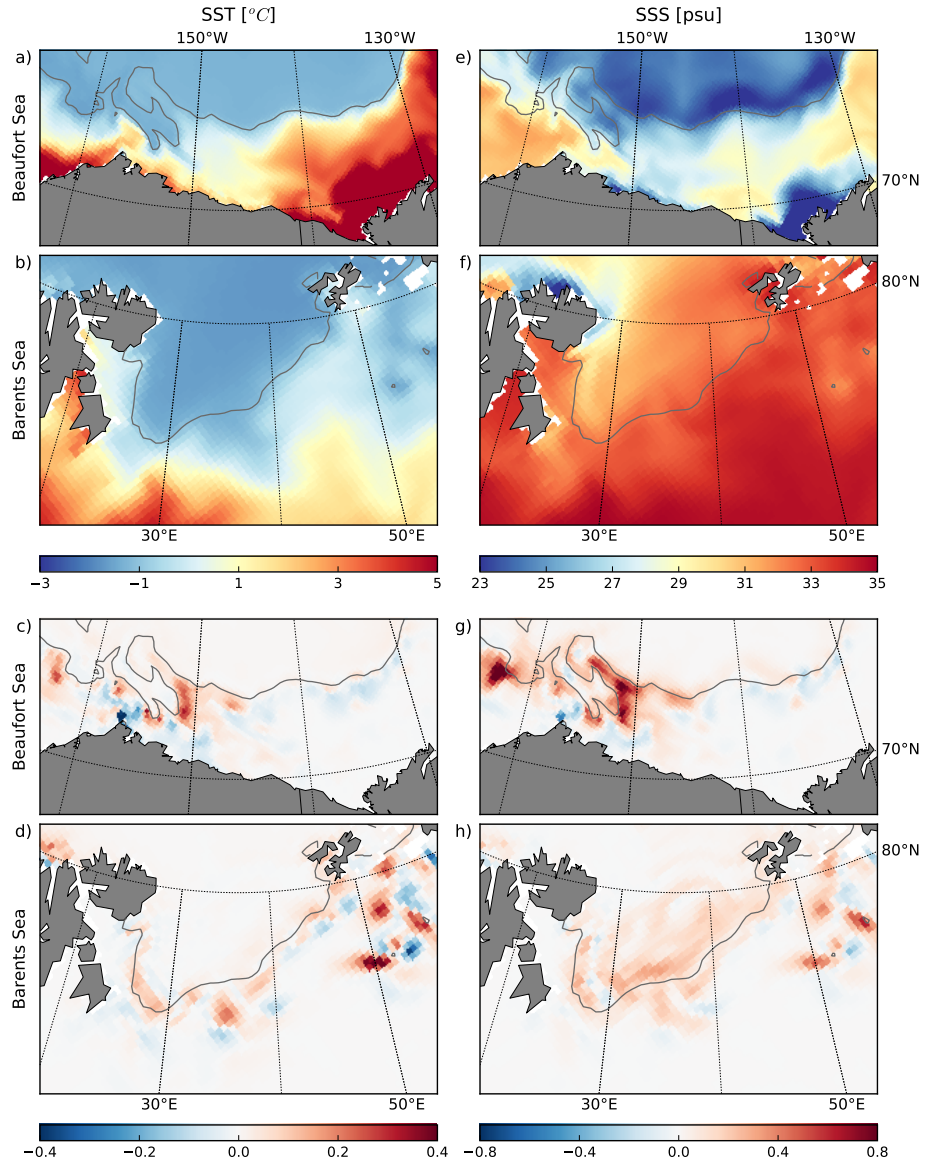 SST [°C] SSS [psu]
150°W 130°W 150°W 130°W
a) e)
Beaufort Sea
70°N
b) f)
80°N
Barents Sea
30°E 50°E 30°E 50°E
−3 −1 1 3 5 23 25 27 29 31 33 35
c) g)
Beaufort Sea
70°N
d) h)
80°N
Barents Sea
30°E 50°E 30°E 50°E
−0.4 −0.2 0.0 0.2 0.4 −0.8 −0.4 0.0 0.4 0.8